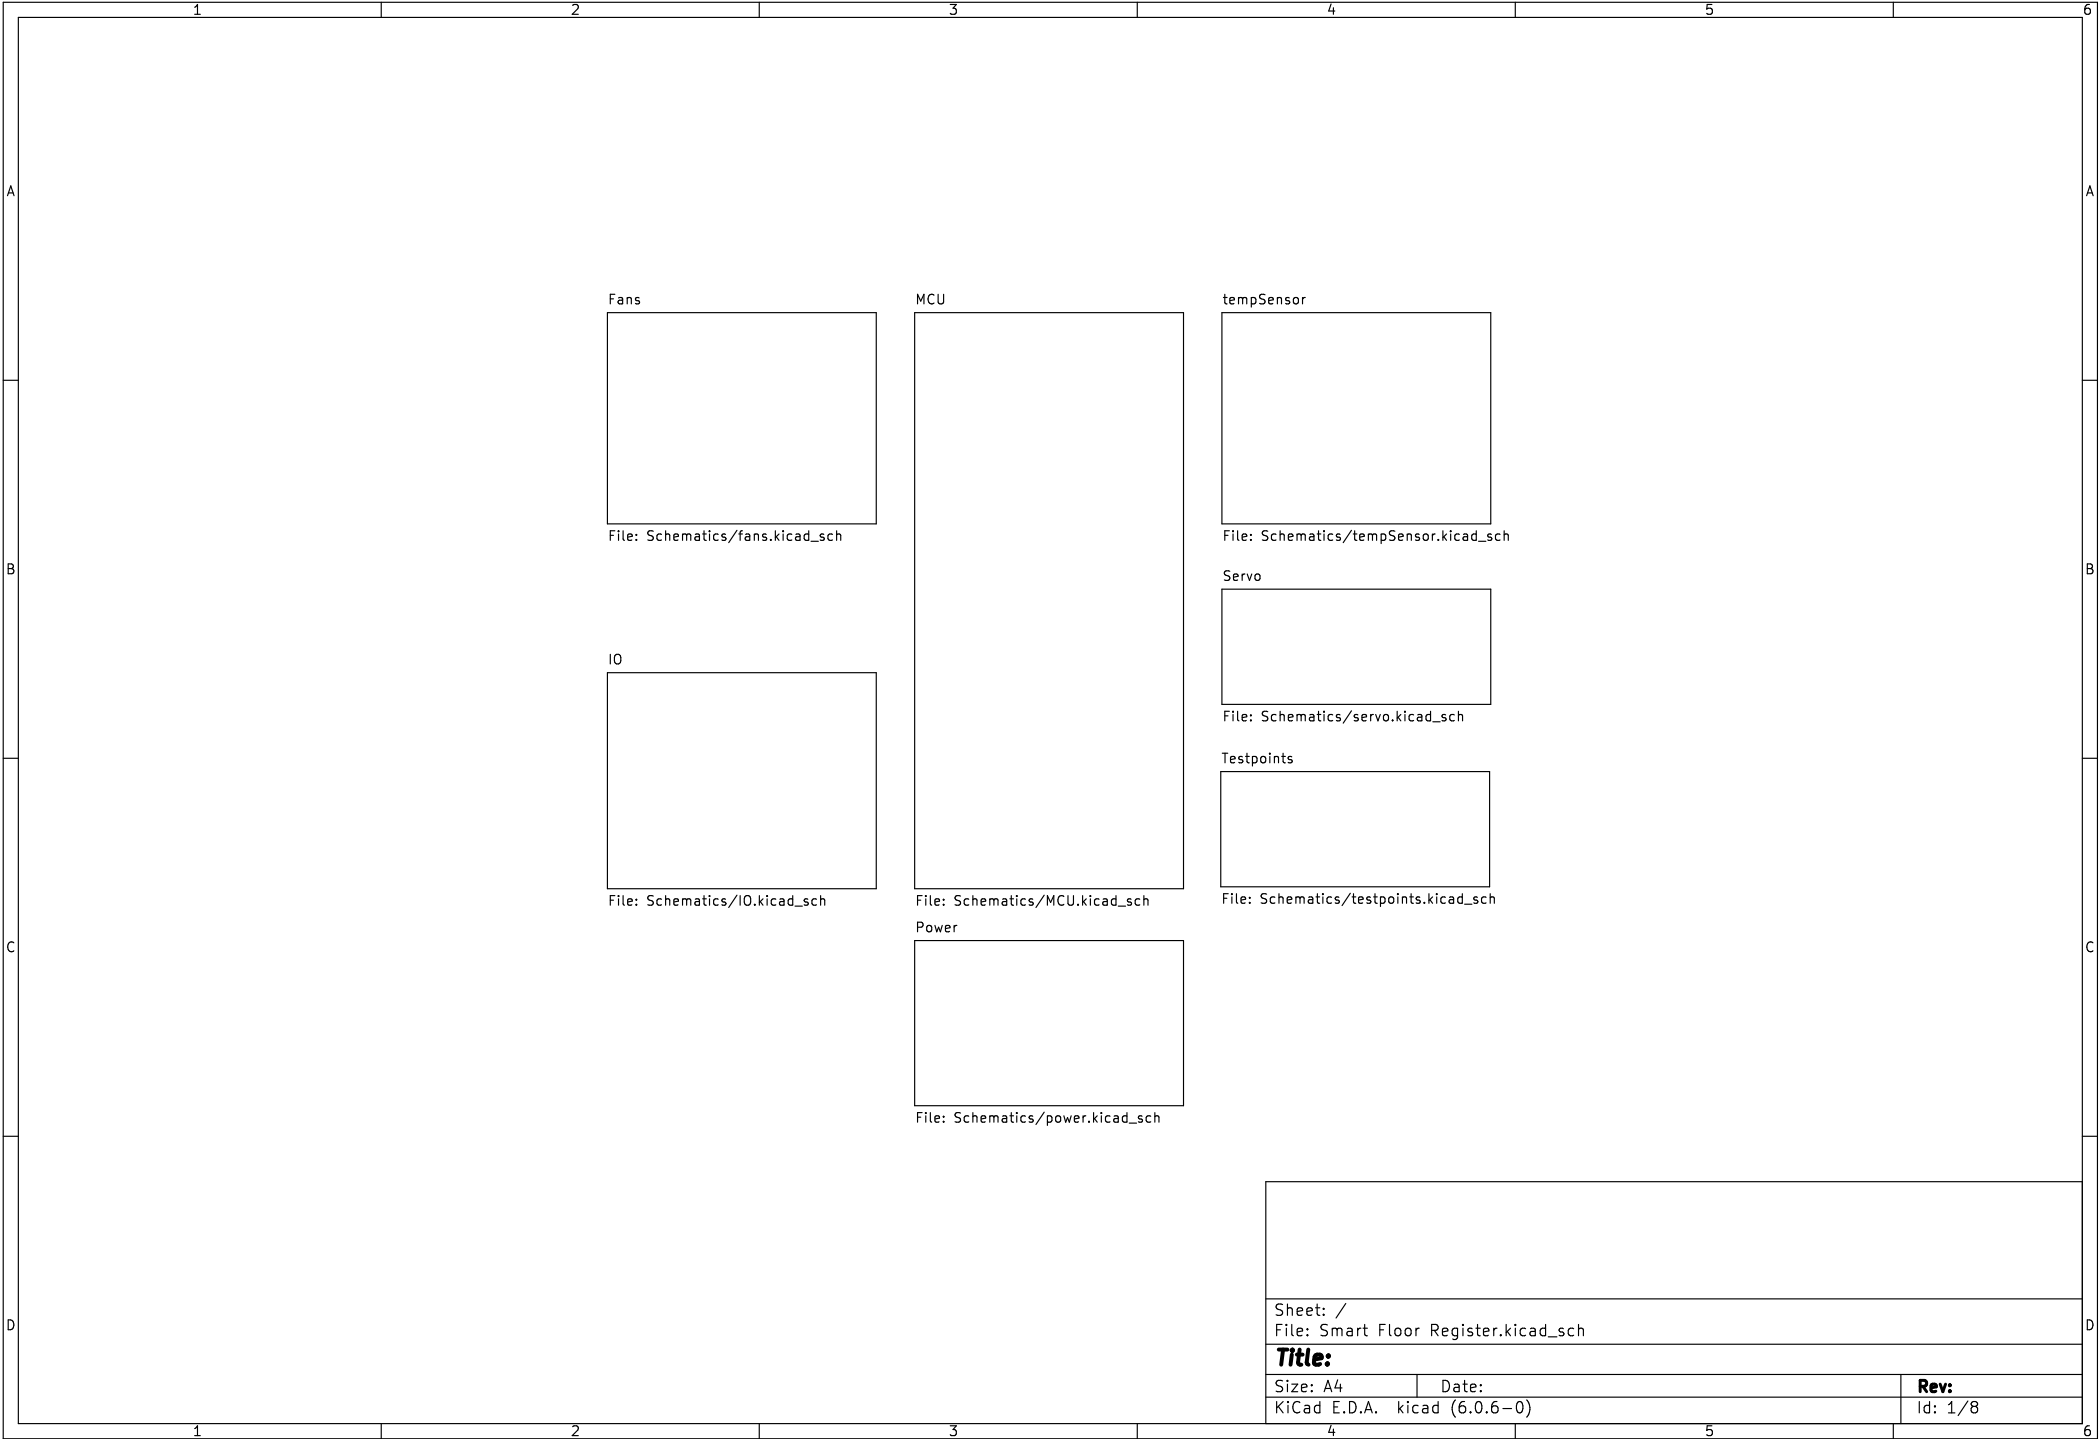 1 2 3 4 5 6
A A
Fans MCU tempSensor
File: Schematics/fans.kicad_sch File: Schematics/tempSensor.kicad_sch
B B
Servo
IO
File: Schematics/servo.kicad_sch
Testpoints
File: Schematics/IO.kicad_sch File: Schematics/MCU.kicad_sch File: Schematics/testpoints.kicad_sch
Power
C C
File: Schematics/power.kicad_sch
Sheet: /
File: Smart Floor Register.kicad_sch
D D
Title:
Size: A4 Date: Rev:
KiCad E.D.A. kicad (6.0.6-0) Id: 1/8
1 2 3 4 5 6